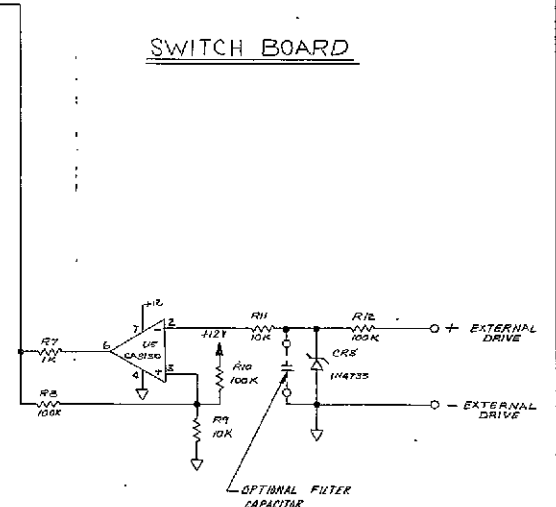 SWITCH BOARD
+12
7
2
R7
1K
6
U5
CA3130
4
3
-
+
R8
100K
+12V
R10
100K
R9
10K
R11
10K
R12
100K
CR5
1N4735
+ EXTERNAL
DRIVE
- EXTERNAL
DRIVE
OPTIONAL FILTER
CAPACITOR